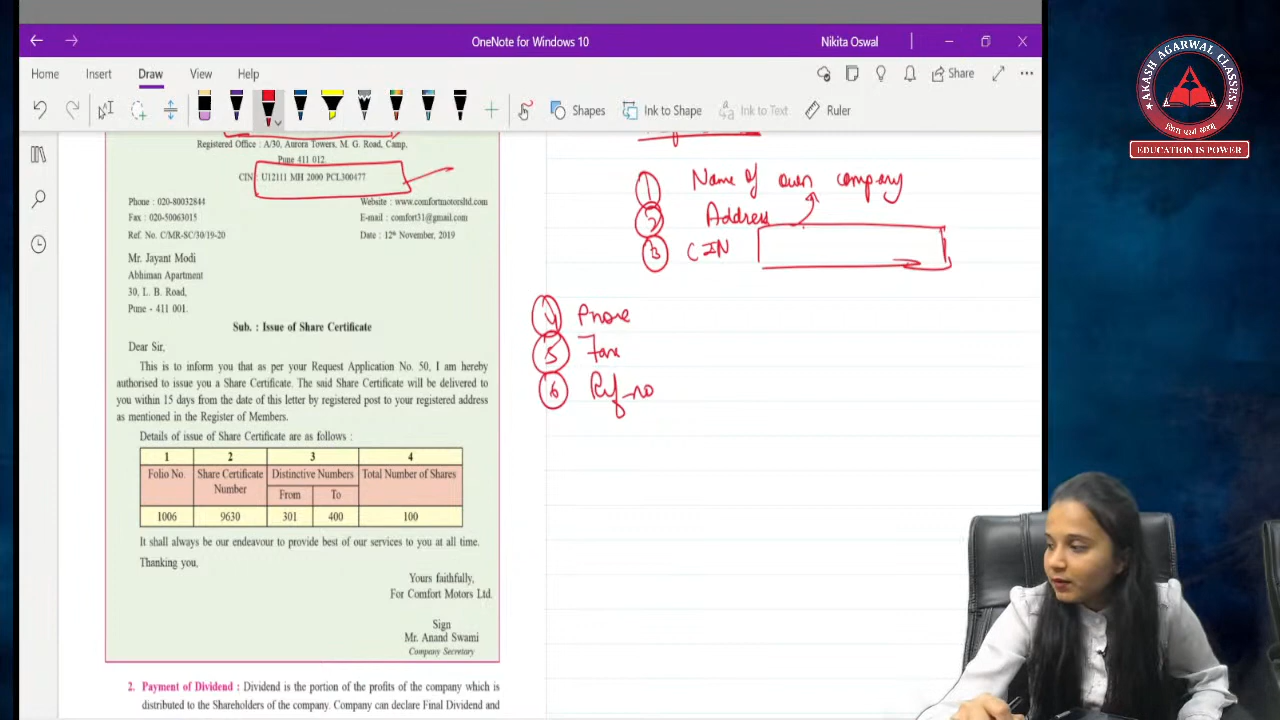 OneNote for Windows 10
Nikita Oswal
Home Insert Draw View Help
Share
Shapes
Ink to Shape
Ink to Text
Ruler
Registered Office : A/30, Aurora Towers, M. G. Road, Camp,
Pune 411 012.
CIN: U12111 MH 2000 PCL300477
Phone : 020-80032844 Website : www.comfortmotorsltd.com
Fax : 020-50063015 E-mail : comfort31@gmail.com
Ref. No. C/MR-SC/30/19-20 Date : 12th November, 2019
Mr. Jayant Modi
Abhiman Apartment
30, L. B. Road,
Pune - 411 001.
Sub. : Issue of Share Certificate
Dear Sir,
This is to inform you that as per your Request Application No. 50, I am hereby
authorised to issue you a Share Certificate. The said Share Certificate will be delivered to
you within 15 days from the date of this letter by registered post to your registered address
as mentioned in the Register of Members.
Details of issue of Share Certificate are as follows :
1 2 3 4
Folio No. Share Certificate Number Distinctive Numbers Total Number of Shares
From To
1006 9630 301 400 100
It shall always be our endeavour to provide best of our services to you at all time.
Thanking you,
Yours faithfully,
For Comfort Motors Ltd.
Sign
Mr. Anand Swami
Company Secretary
2. Payment of Dividend : Dividend is the portion of the profits of the company which is
distributed to the Shareholders of the company. Company can declare Final Dividend and
1 Name of own company
2 Address
3 CIN
4 Phone
5 Fax
6 Ref-no
AKASH AGARWAL CLASSES
EDUCATION IS POWER